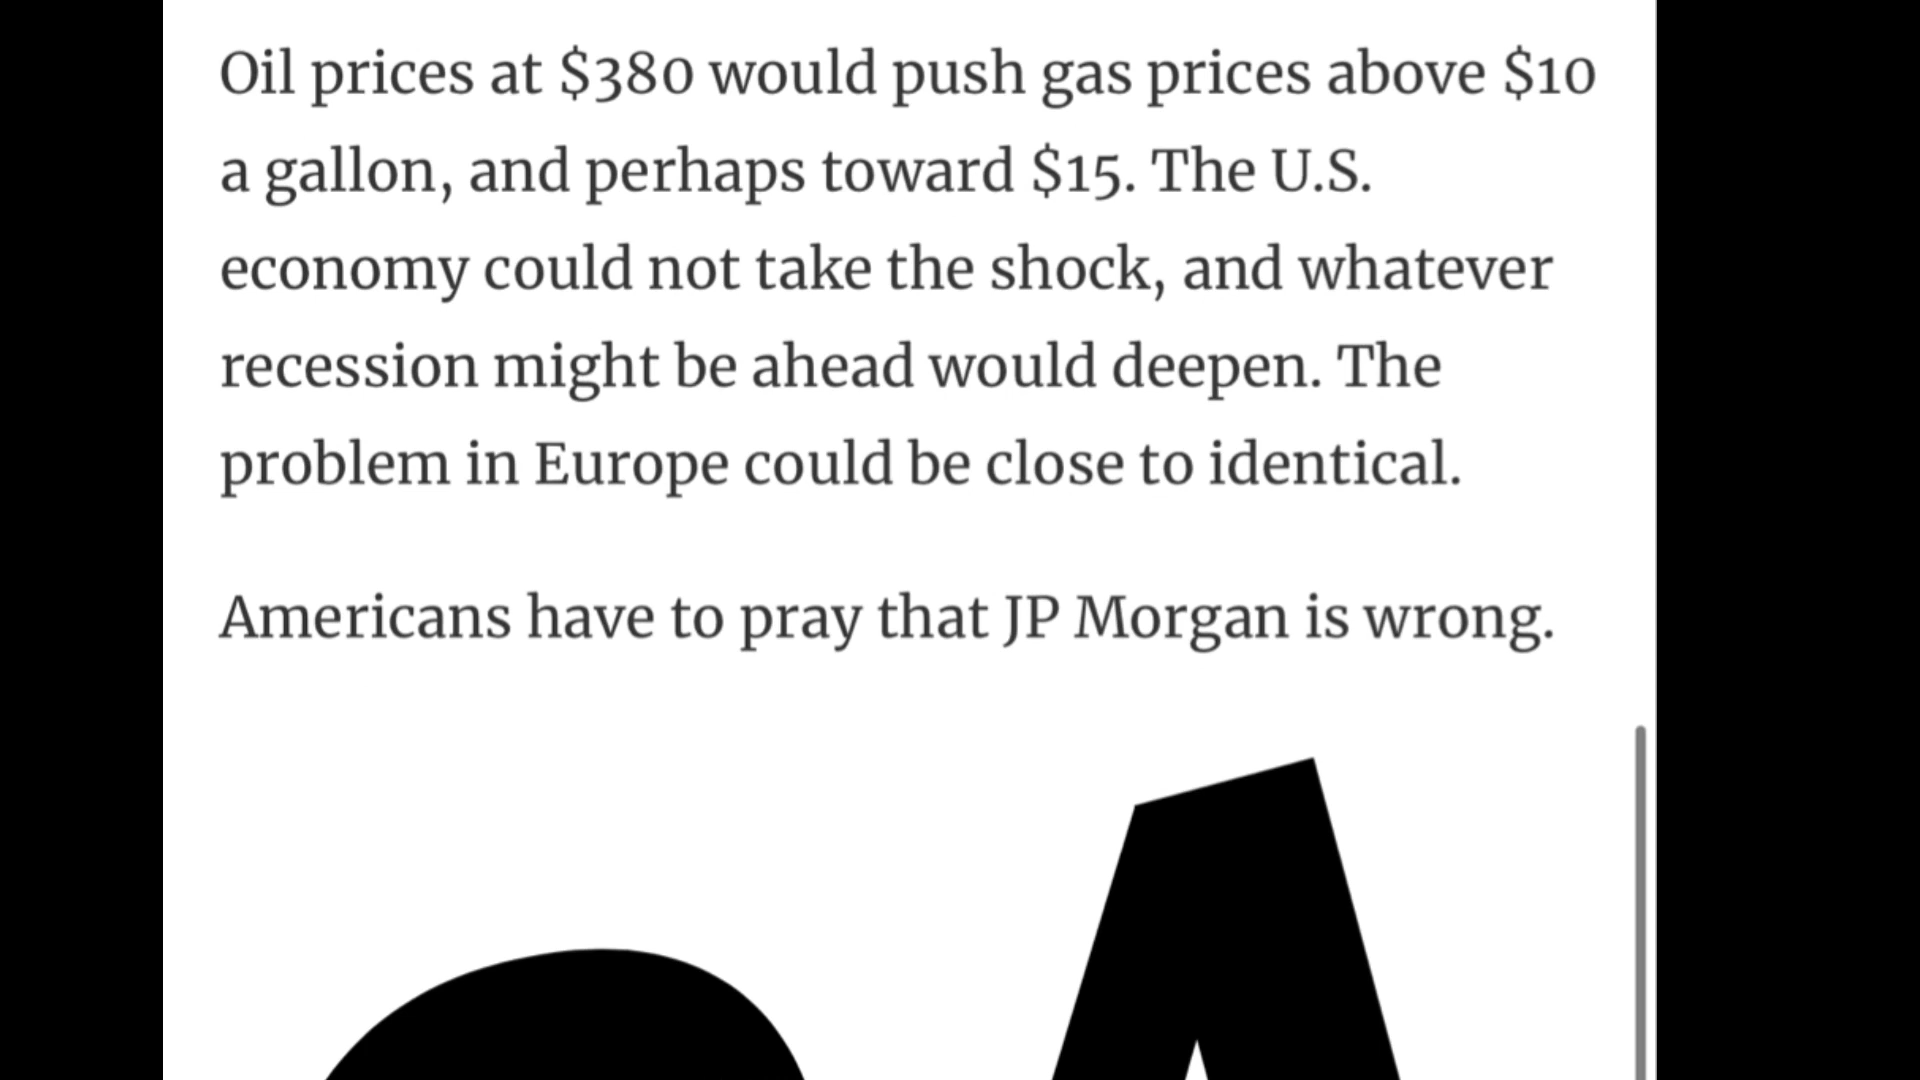 Oil prices at $380 would push gas prices above $10
a gallon, and perhaps toward $15. The U.S.
economy could not take the shock, and whatever
recession might be ahead would deepen. The
problem in Europe could be close to identical.
Americans have to pray that JP Morgan is wrong.